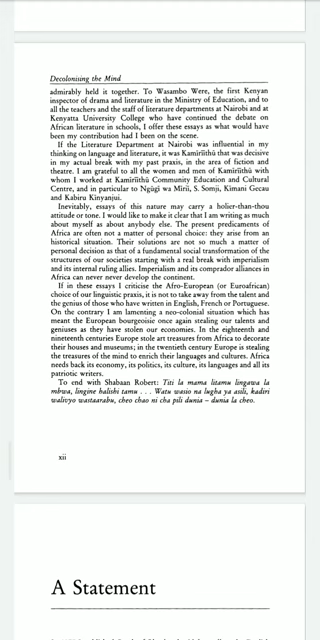 Decolonising the Mind
admirably held it together. To Wasambo Were, the first Kenyan
inspector of drama and literature in the Ministry of Education, and to
all the teachers and the staff of literature departments at Nairobi and at
Kenyatta University College who have continued the debate on
African literature in schools, I offer these essays as what would have
been my contribution had I been on the scene.
If the Literature Department at Nairobi was influential in my
thinking on language and literature, it was Kamĩrĩĩthũ that was decisive
in my actual break with my past praxis, in the area of fiction and
theatre. I am grateful to all the women and men of Kamĩrĩĩthũ with
whom I worked at Kamĩrĩĩthũ Community Education and Cultural
Centre, and in particular to Ngũgĩ wa Mĩriĩ, S. Somji, Kĩmani Gecau
and Kabiru Kinyanjui.
Inevitably, essays of this nature may carry a holier-than-thou
attitude or tone. I would like to make it clear that I am writing as much
about myself as about anybody else. The present predicaments of
Africa are often not a matter of personal choice: they arise from an
historical situation. Their solutions are not so much a matter of
personal decision as that of a fundamental social transformation of the
structures of our societies starting with a real break with imperialism
and its internal ruling allies. Imperialism and its comprador alliances in
Africa can never never develop the continent.
If in these essays I criticise the Afro-European (or Euroafrican)
choice of our linguistic praxis, it is not to take away from the talent and
the genius of those who have written in English, French or Portuguese.
On the contrary I am lamenting a neo-colonial situation which has
meant the European bourgeoisie once again stealing our talents and
geniuses as they have stolen our economies. In the eighteenth and
nineteenth centuries Europe stole art treasures from Africa to decorate
their houses and museums; in the twentieth century Europe is stealing
the treasures of the mind to enrich their languages and cultures. Africa
needs back its economy, its politics, its culture, its languages and all its
patriotic writers.
To end with Shabaan Robert: Titi la mama litamu lingawa la
mbwa, lingine halishi tamu . . . Watu wasio na lugha ya asili, kadiri
walivyo wastaarabu, cheo chao ni cha pili dunia – dunia la cheo.
xii
A Statement